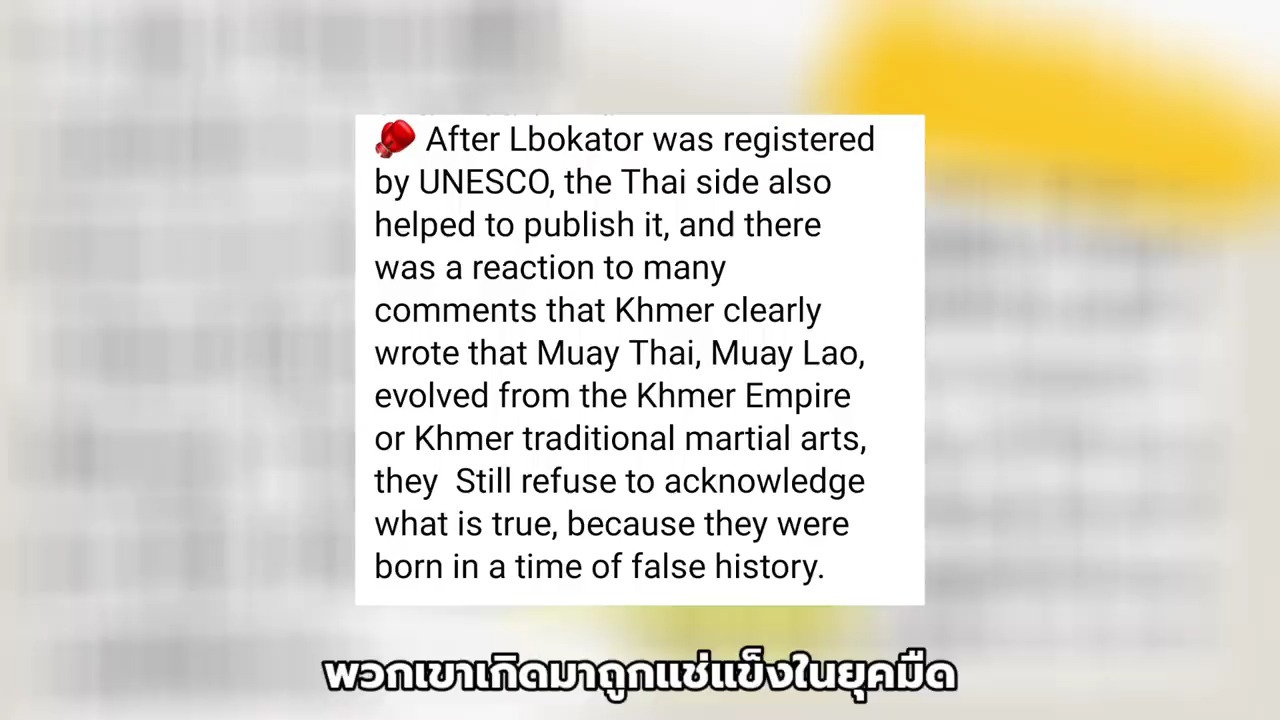 🥊 After Lbokator was registered
by UNESCO, the Thai side also
helped to publish it, and there
was a reaction to many
comments that Khmer clearly
wrote that Muay Thai, Muay Lao,
evolved from the Khmer Empire
or Khmer traditional martial arts,
they  Still refuse to acknowledge
what is true, because they were
born in a time of false history.
พวกเขาเกิดมาถูกแช่แข็งในยุคมืด